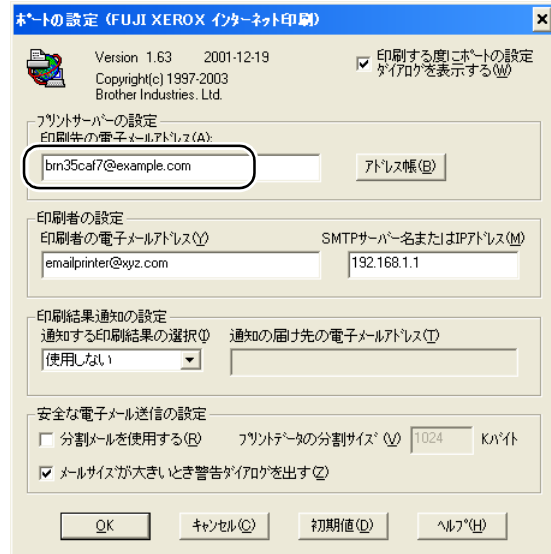 ポートの設定 (FUJI XEROX インターネット印刷)
Version 1.63 2001-12-19
Copyright(c) 1997-2003
Brother Industries. Ltd.
印刷する度にポートの設定
ダイアログを表示する(W)
プリントサーバーの設定
印刷先の電子メールアドレス(A):
brn35caf7@example.com
アドレス帳(B)
印刷者の設定
印刷者の電子メールアドレス(Y)
SMTPサーバー名またはIPアドレス(M)
emailprinter@xyz.com
192.168.1.1
印刷結果通知の設定
通知する印刷結果の選択(I)
通知の届け先の電子メールアドレス(T)
使用しない
安全な電子メール送信の設定
分割メールを使用する(R)
プリントデータの分割サイズ(V)
1024
Kバイト
メールサイズが大きいとき警告ダイアログを出す(Z)
OK
キャンセル(C)
初期値(D)
ヘルプ(H)